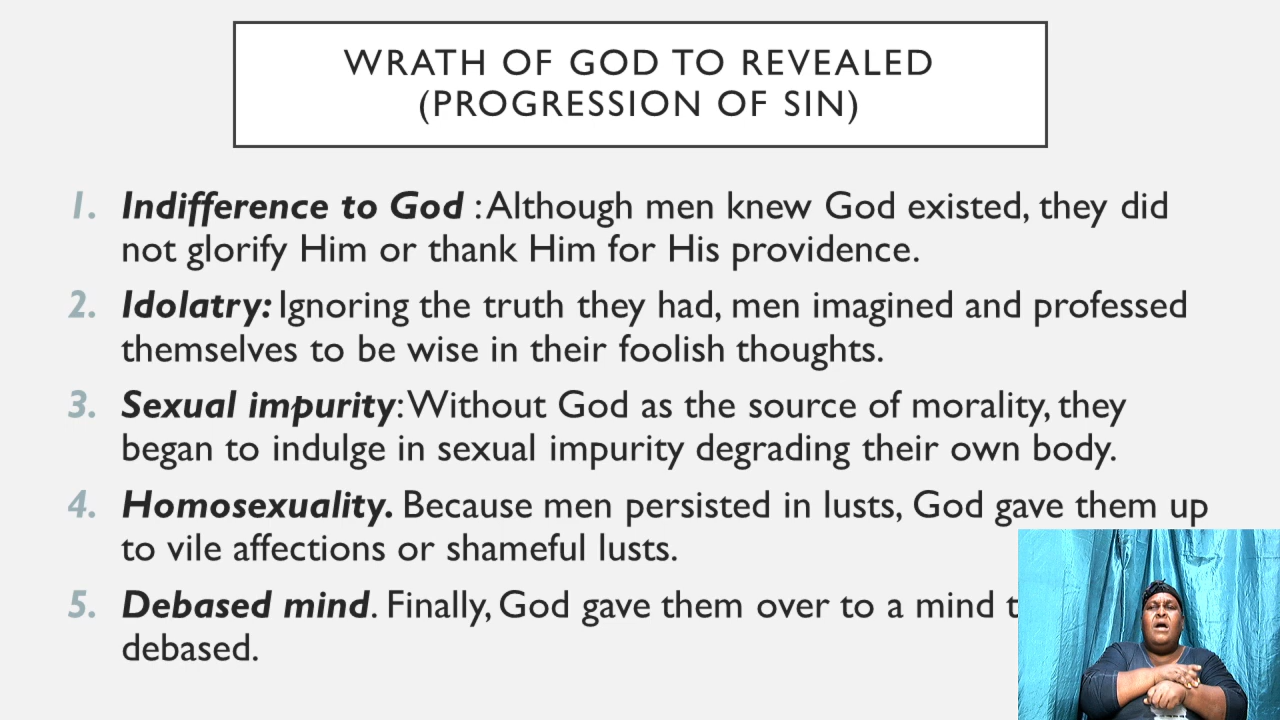 WRATH OF GOD TO REVEALED
(PROGRESSION OF SIN)
1. Indifference to God : Although men knew God existed, they did
not glorify Him or thank Him for His providence.
2. Idolatry: Ignoring the truth they had, men imagined and professed
themselves to be wise in their foolish thoughts.
3. Sexual impurity: Without God as the source of morality, they
began to indulge in sexual impurity degrading their own body.
4. Homosexuality. Because men persisted in lusts, God gave them up
to vile affections or shameful lusts.
5. Debased mind. Finally, God gave them over to a mind
debased.